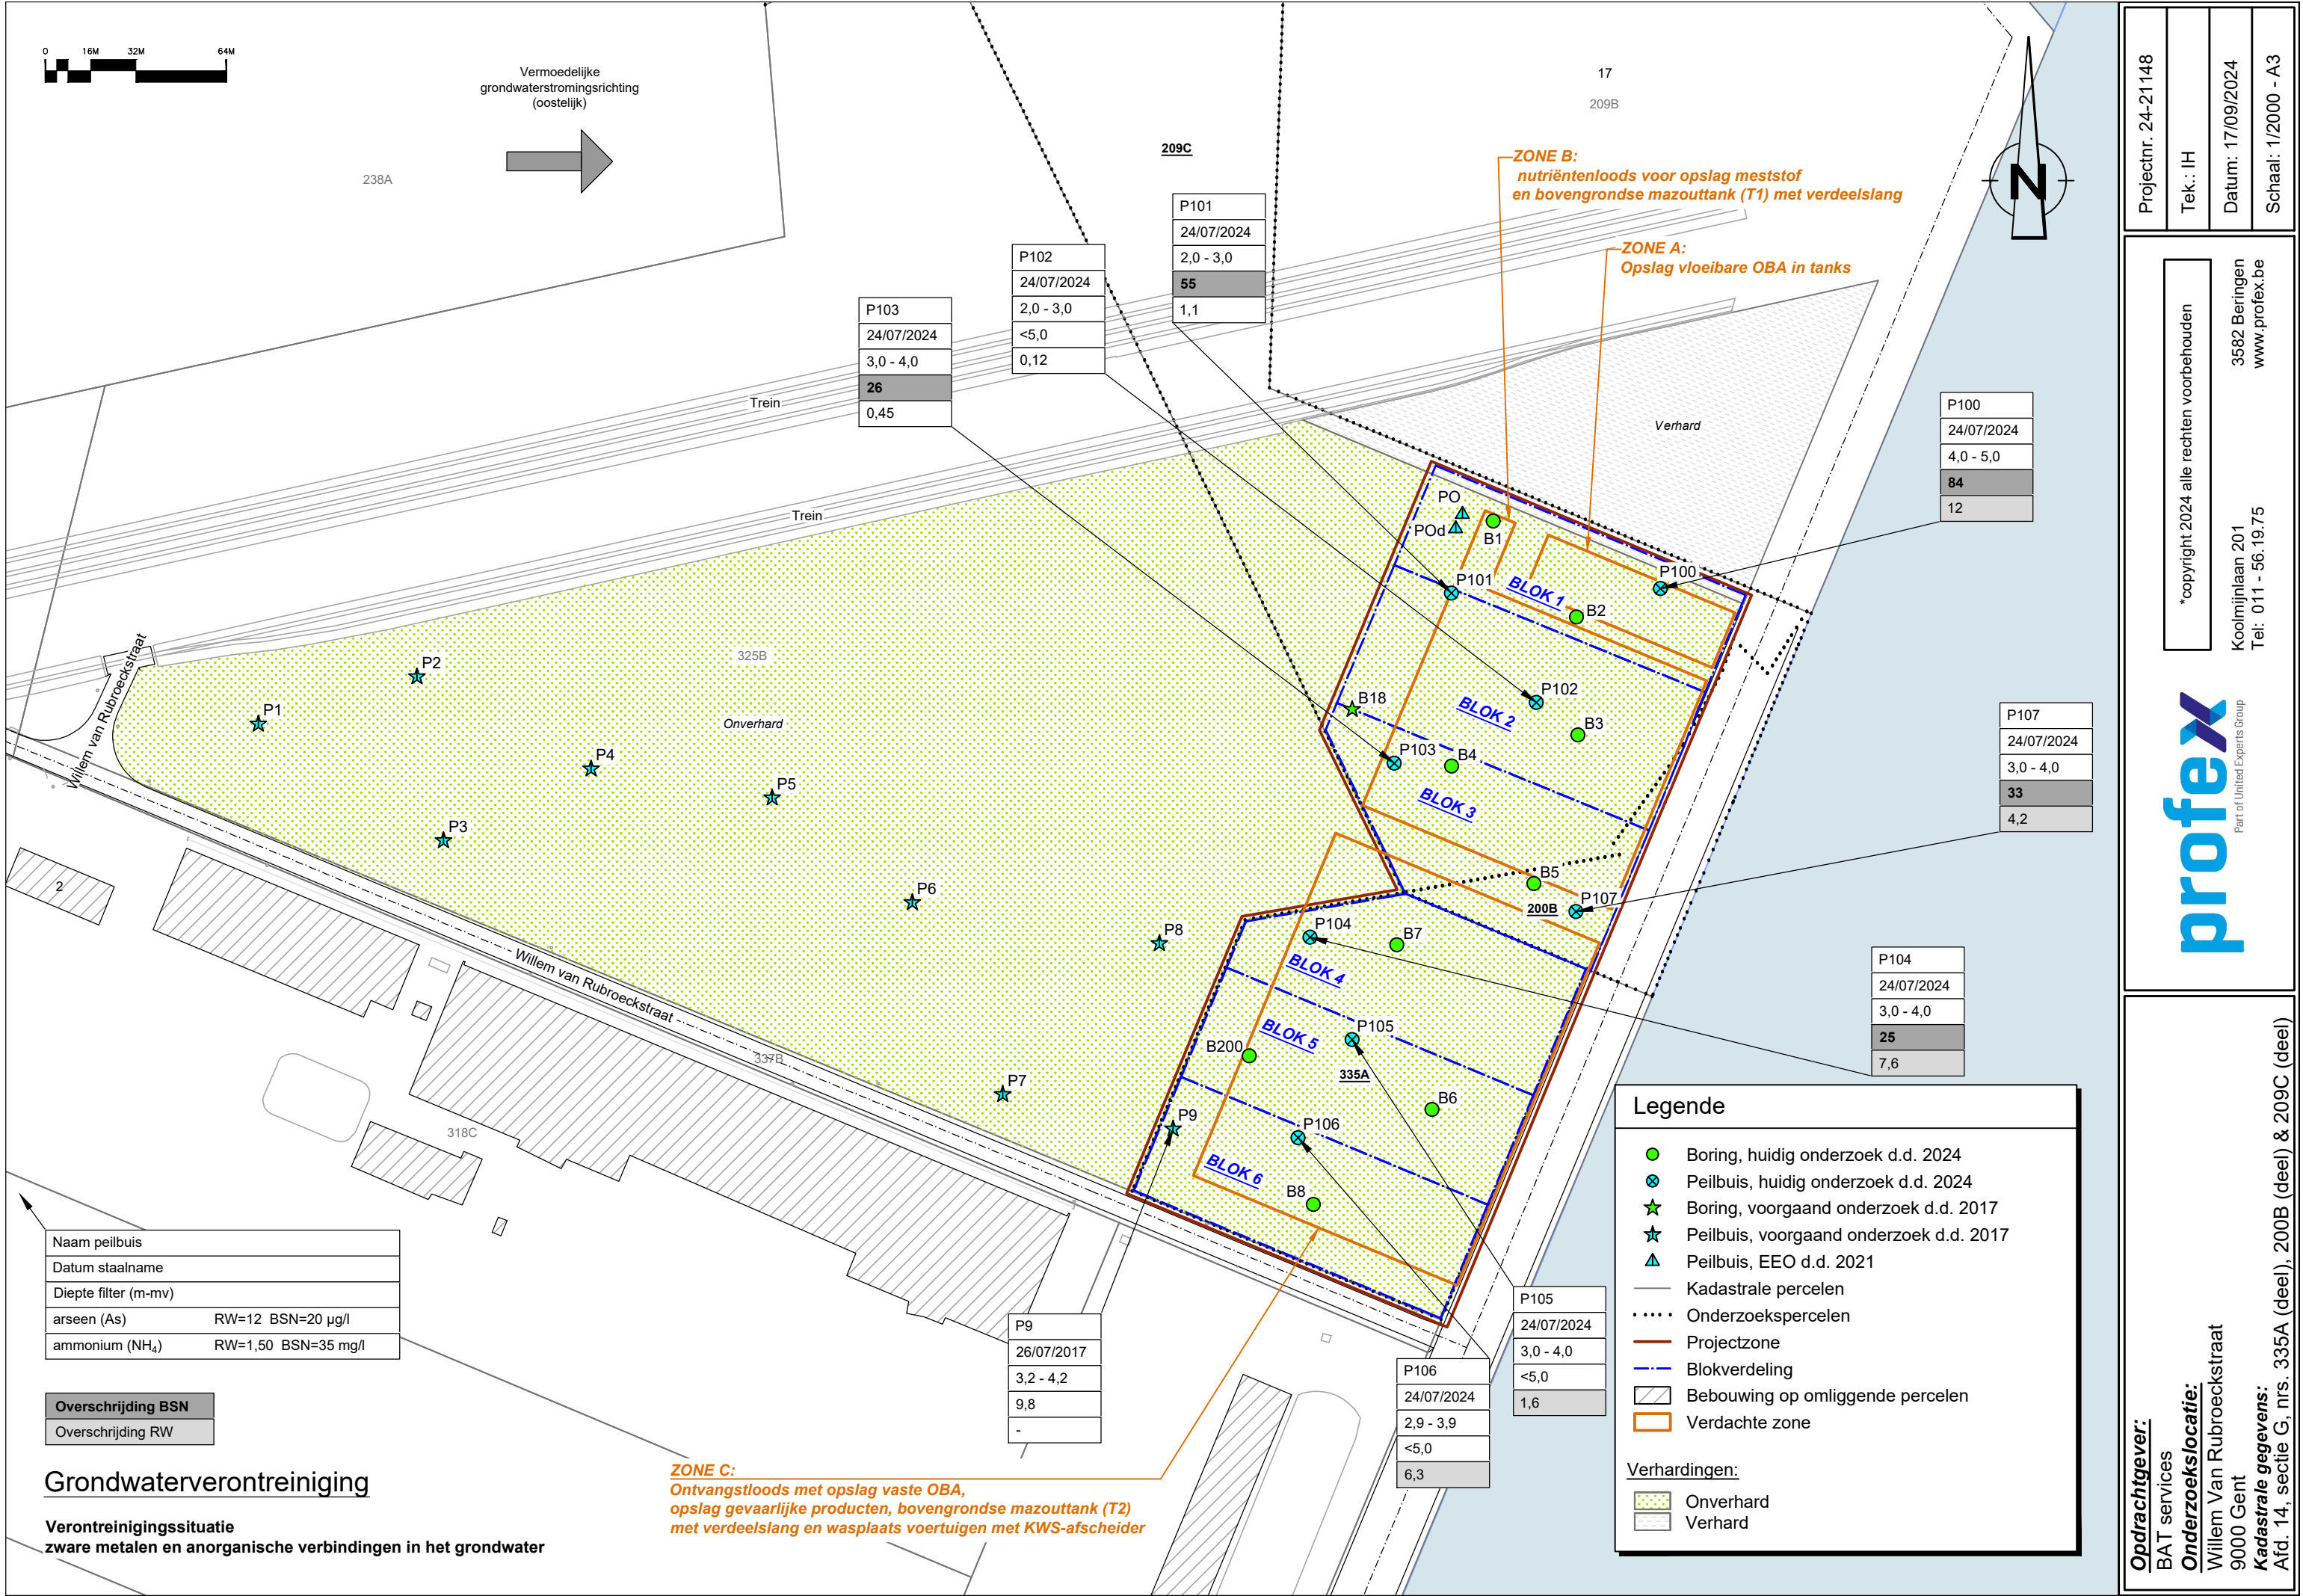 0 16M 32M 64M
Vermoedelijke
grondwaterstromingsrichting
(oostelijk)
238A
209C
17
209B
ZONE B:
nutriëntenloods voor opslag meststof
en bovengrondse mazouttank (T1) met verdeelslang
ZONE A:
Opslag vloeibare OBA in tanks
P101
24/07/2024
2,0 - 3,0
55
1,1
P102
24/07/2024
2,0 - 3,0
<5,0
0,12
P103
24/07/2024
3,0 - 4,0
26
0,45
P100
24/07/2024
4,0 - 5,0
84
12
P107
24/07/2024
3,0 - 4,0
33
4,2
P104
24/07/2024
3,0 - 4,0
25
7,6
P105
24/07/2024
3,0 - 4,0
<5,0
1,6
P106
24/07/2024
2,9 - 3,9
<5,0
6,3
P9
26/07/2017
3,2 - 4,2
9,8
-
Trein
Trein
Verhard
PO
POd
B1
P101
BLOK 1
P100
B2
P102
B18
BLOK 2
B3
P103
B4
BLOK 3
B5
P107
200B
P104
B7
BLOK 4
P105
BLOK 5
B200
335A
B6
P106
P9
BLOK 6
B8
325B
Onverhard
P1
P2
P3
P4
P5
P6
P7
P8
Willem van Rubroeckstraat
Willem van Rubroeckstraat
2
337B
318C
N
Naam peilbuis
Datum staalname
Diepte filter (m-mv)
arseen (As) RW=12 BSN=20 µg/l
ammonium (NH4) RW=1,50 BSN=35 mg/l
Overschrijding BSN
Overschrijding RW
Grondwaterverontreiniging
Verontreinigingssituatie
zware metalen en anorganische verbindingen in het grondwater
ZONE C:
Ontvangstloods met opslag vaste OBA,
opslag gevaarlijke producten, bovengrondse mazouttank (T2)
met verdeelslang en wasplaats voertuigen met KWS-afscheider
Legende
Boring, huidig onderzoek d.d. 2024
Peilbuis, huidig onderzoek d.d. 2024
Boring, voorgaand onderzoek d.d. 2017
Peilbuis, voorgaand onderzoek d.d. 2017
Peilbuis, EEO d.d. 2021
Kadastrale percelen
Onderzoekspercelen
Projectzone
Blokverdeling
Bebouwing op omliggende percelen
Verdachte zone
Verhardingen:
Onverhard
Verhard
Projectnr. 24-21148
Tek.: IH
Datum: 17/09/2024
Schaal: 1/2000 - A3
*copyright 2024 alle rechten voorbehouden
Koolmijnlaan 201 3582 Beringen
Tel: 011 - 56.19.75 www.profex.be
profex
Part of United Experts Group
Opdrachtgever:
BAT services
Onderzoekslocatie:
Willem Van Rubroeckstraat
9000 Gent
Kadastrale gegevens:
Afd. 14, sectie G, nrs. 335A (deel), 200B (deel) & 209C (deel)